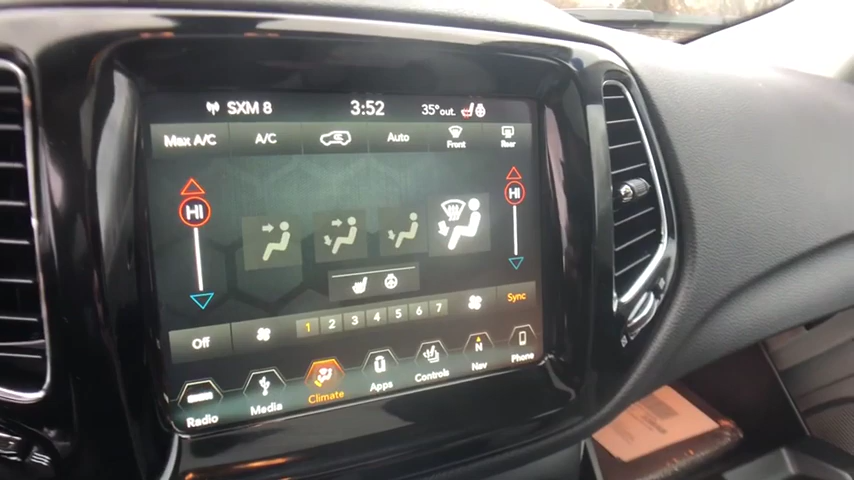 SXM 8 3:52 35° out.
Max A/C A/C Auto Front Rear
HI HI
1 2 3 4 5 6 7 Sync
Off
Radio Media Climate Apps Controls N Nav Phone